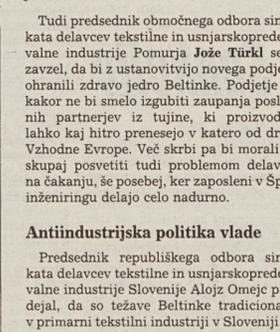 Tudi predsednik območnega odbora sin
kata delavcev tekstilne in usnjarskoprede
valne industrije Pomurja Jože Türkl se
zavzel, da bi z ustanovitvijo novega podje
ohranili zdravo jedro Beltinke. Podjetje
kakor ne bi smelo izgubiti zaupanja posl
nih partnerjev iz tujine, ki proizvod
lahko kaj hitro prenesejo v katero od dr
Vzhodne Evrope. Več skrbi pa bi morali
skupaj posvetiti tudi problemom delav
na čakanju, še posebej, ker zaposleni v Šp
inženiringu delajo celo nadurno.
Antiindustrijska politika vlade
Predsednik republiškega odbora sin
kata delavcev tekstilne in usnjarskoprede
valne industrije Slovenije Alojz Omejc p
dejal, da so težave Beltinke tradiciona
v primarni tekstilni industriji v Sloveniji